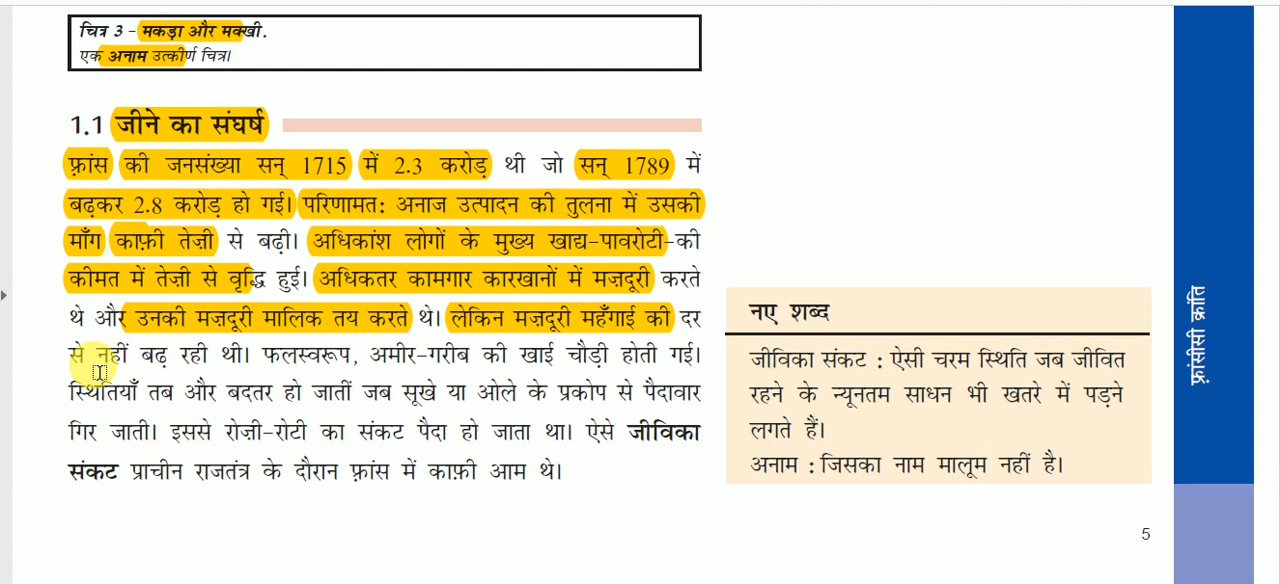 चित्र 3 – मकड़ा और मक्खी.
एक अनाम उत्कीर्ण चित्र।
1.1 जीने का संघर्ष
फ़्रांस की जनसंख्या सन् 1715 में 2.3 करोड़ थी जो सन् 1789 में
बढ़कर 2.8 करोड़ हो गई। परिणामत: अनाज उत्पादन की तुलना में उसकी
माँग काफ़ी तेज़ी से बढ़ी। अधिकांश लोगों के मुख्य खाद्य-पावरोटी-की
कीमत में तेज़ी से वृद्धि हुई। अधिकतर कामगार कारखानों में मज़दूरी करते
थे और उनकी मज़दूरी मालिक तय करते थे। लेकिन मज़दूरी महँगाई की दर
से नहीं बढ़ रही थी। फलस्वरूप, अमीर-गरीब की खाई चौड़ी होती गई।
स्थितियाँ तब और बदतर हो जातीं जब सूखे या ओले के प्रकोप से पैदावार
गिर जाती। इससे रोज़ी-रोटी का संकट पैदा हो जाता था। ऐसे जीविका
संकट प्राचीन राजतंत्र के दौरान फ़्रांस में काफ़ी आम थे।
नए शब्द
जीविका संकट : ऐसी चरम स्थिति जब जीवित
रहने के न्यूनतम साधन भी खतरे में पड़ने
लगते हैं।
अनाम : जिसका नाम मालूम नहीं है।
फ़्रांसीसी क्रांति
5